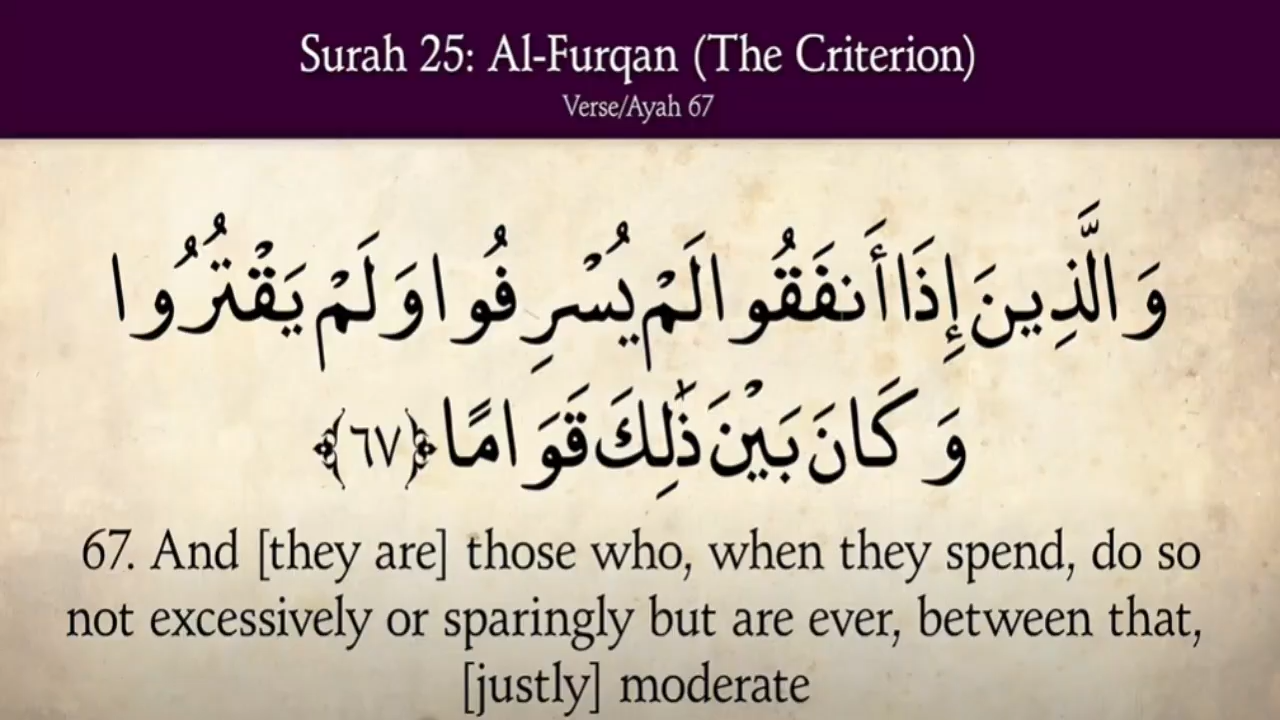 Surah 25: Al-Furqan (The Criterion)
Verse/Ayah 67
وَالَّذِينَ إِذَا أَنفَقُوا لَمْ يُسْرِفُوا وَلَمْ يَقْتُرُوا
وَكَانَ بَيْنَ ذَٰلِكَ قَوَامًا ﴿٦٧﴾
67. And [they are] those who, when they spend, do so
not excessively or sparingly but are ever, between that,
[justly] moderate